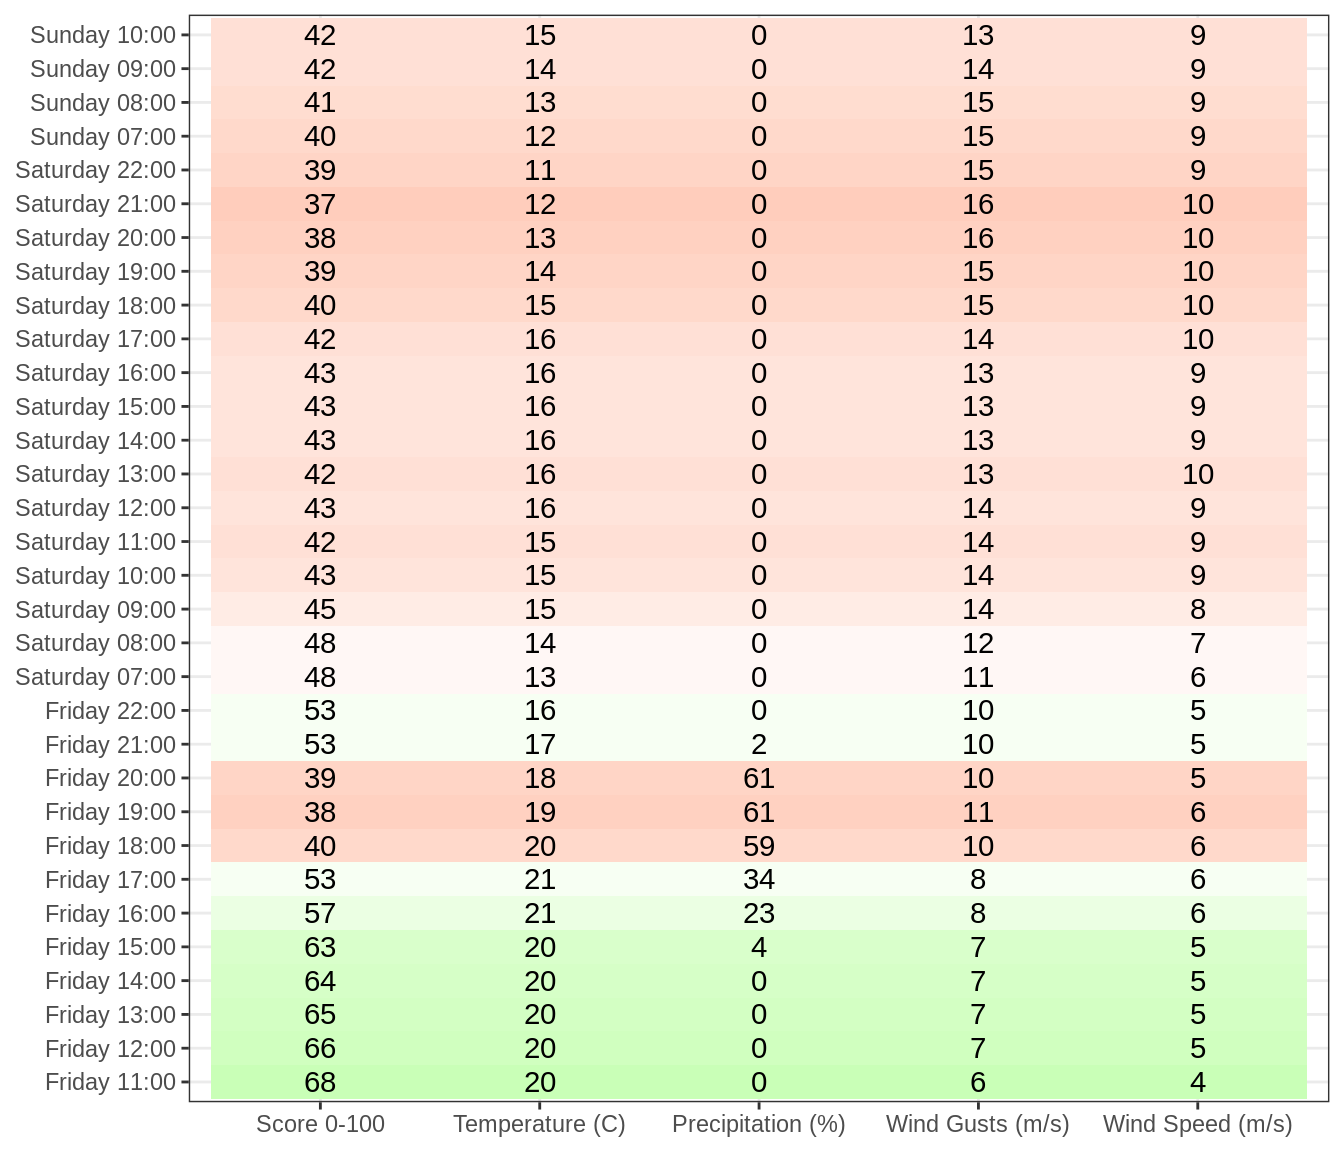 Sunday 10:00 42 15 0 13 9
Sunday 09:00 42 14 0 14 9
Sunday 08:00 41 13 0 15 9
Sunday 07:00 40 12 0 15 9
Saturday 22:00 39 11 0 15 9
Saturday 21:00 37 12 0 16 10
Saturday 20:00 38 13 0 16 10
Saturday 19:00 39 14 0 15 10
Saturday 18:00 40 15 0 15 10
Saturday 17:00 42 16 0 14 10
Saturday 16:00 43 16 0 13 9
Saturday 15:00 43 16 0 13 9
Saturday 14:00 43 16 0 13 9
Saturday 13:00 42 16 0 13 10
Saturday 12:00 43 16 0 14 9
Saturday 11:00 42 15 0 14 9
Saturday 10:00 43 15 0 14 9
Saturday 09:00 45 15 0 14 8
Saturday 08:00 48 14 0 12 7
Saturday 07:00 48 13 0 11 6
Friday 22:00 53 16 0 10 5
Friday 21:00 53 17 2 10 5
Friday 20:00 39 18 61 10 5
Friday 19:00 38 19 61 11 6
Friday 18:00 40 20 59 10 6
Friday 17:00 53 21 34 8 6
Friday 16:00 57 21 23 8 6
Friday 15:00 63 20 4 7 5
Friday 14:00 64 20 0 7 5
Friday 13:00 65 20 0 7 5
Friday 12:00 66 20 0 7 5
Friday 11:00 68 20 0 6 4
Score 0-100 Temperature (C) Precipitation (%) Wind Gusts (m/s) Wind Speed (m/s)